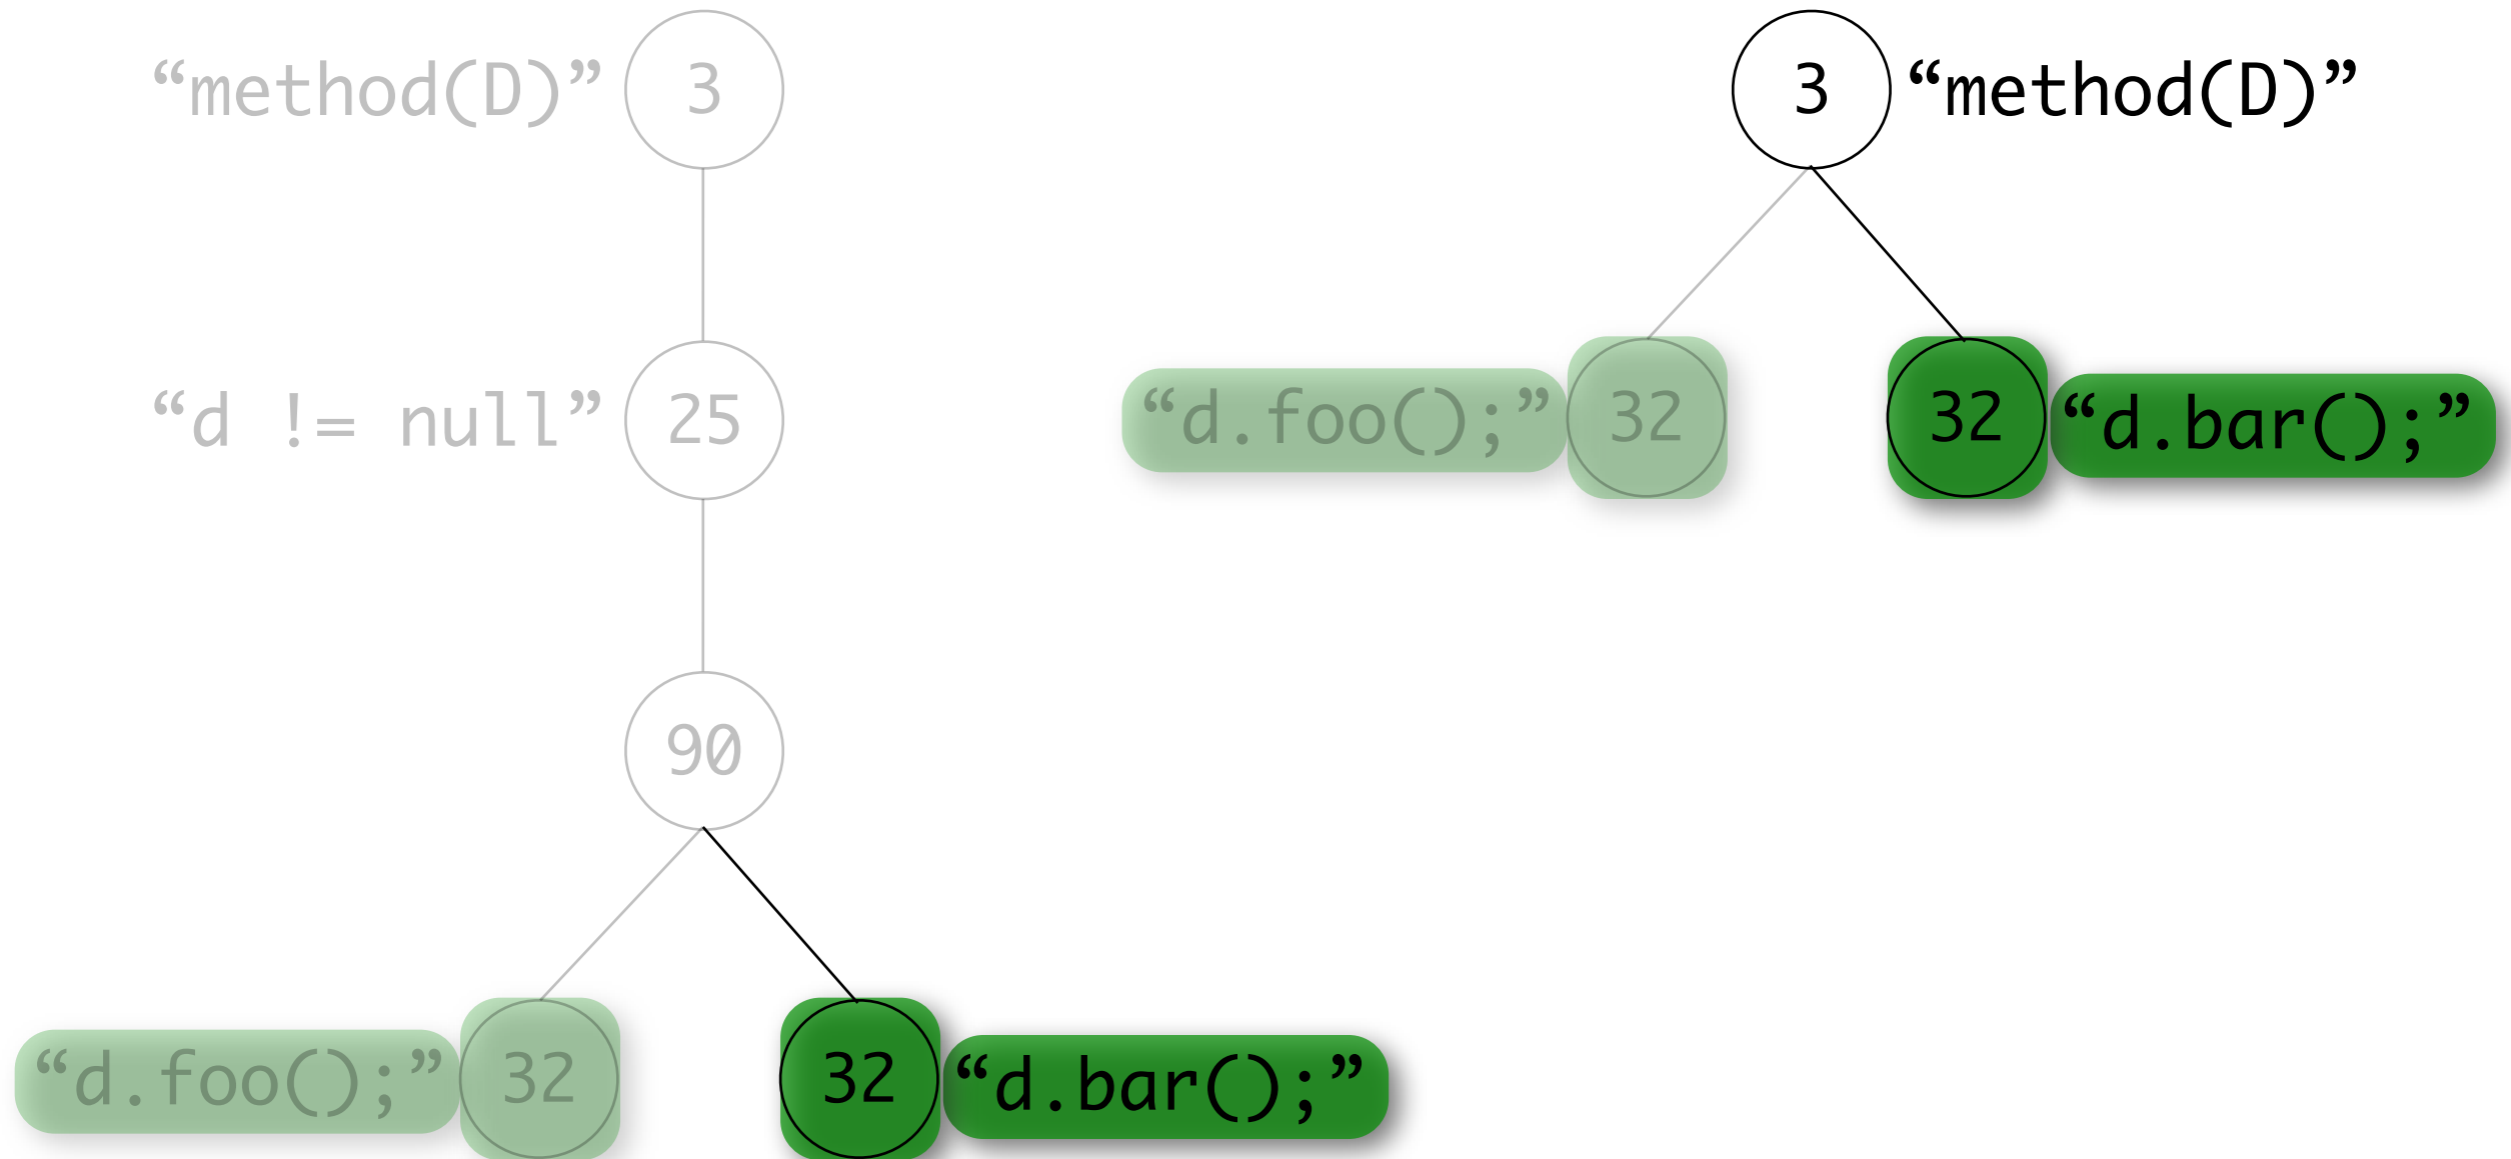 “method(D)” 3
3 “method(D)”
“d != null” 25
“d.foo();” 32
32 “d.bar();”
90
“d.foo();” 32
32 “d.bar();”